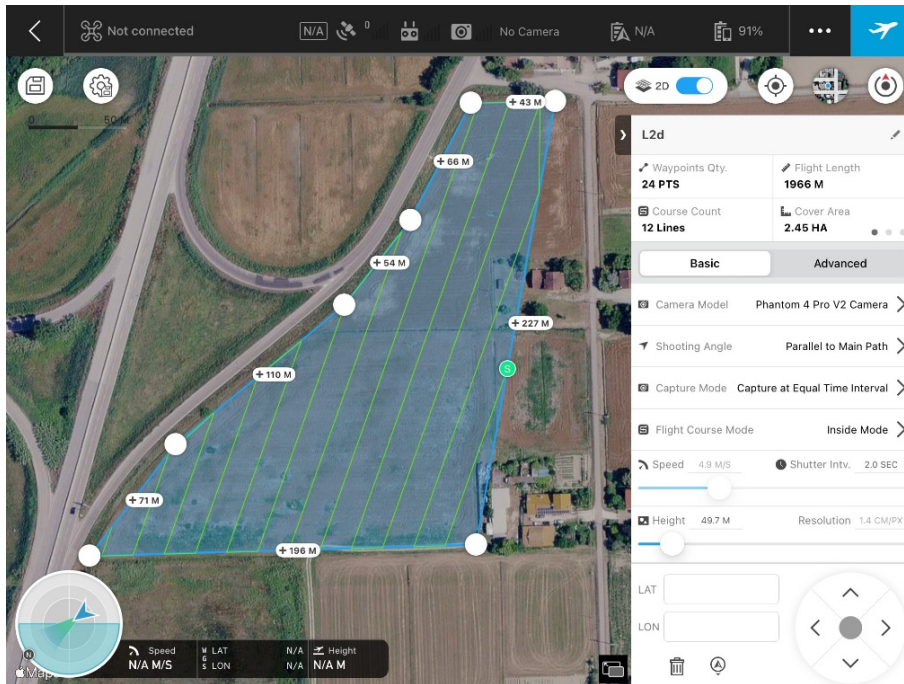 Not connected
N/A
0
No Camera
N/A
91%
2D
0 50 M
+ 43 M
+ 66 M
+ 54 M
+ 227 M
+ 110 M
S
+ 71 M
+ 196 M
L2d
Waypoints Qty.
24 PTS
Flight Length
1966 M
Course Count
12 Lines
Cover Area
2.45 HA
Basic
Advanced
Camera Model Phantom 4 Pro V2 Camera
Shooting Angle Parallel to Main Path
Capture Mode Capture at Equal Time Interval
Flight Course Mode Inside Mode
Speed 4.9 M/S Shutter Intv. 2.0 SEC
Height 49.7 M Resolution 1.4 CM/PX
LAT
LON
N
Speed
N/A M/S
WGS
LAT N/A
LON N/A
Height
N/A M